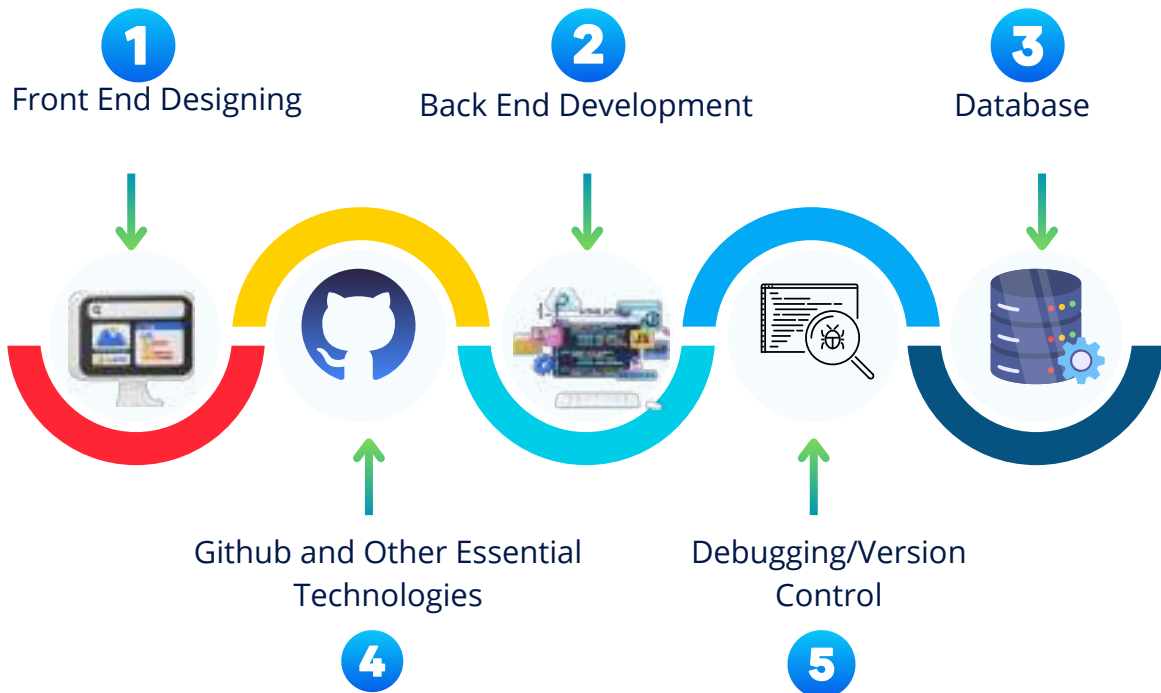 1
Front End Designing
2
Back End Development
3
Database
Github and Other Essential
Technologies
4
Debugging/Version
Control
5